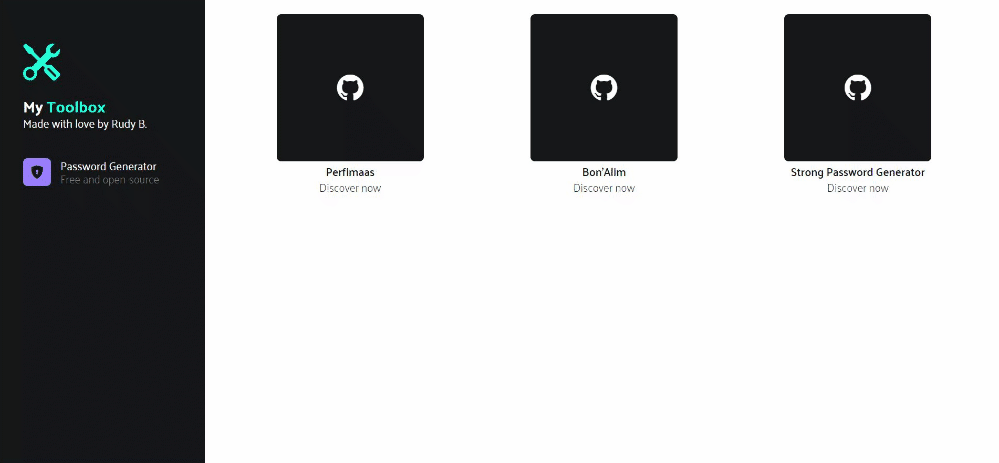 My Toolbox
Made with love by Rudy B.
Password Generator
Free and open-source
Perfimaas
Discover now
Bon'Alim
Discover now
Strong Password Generator
Discover now